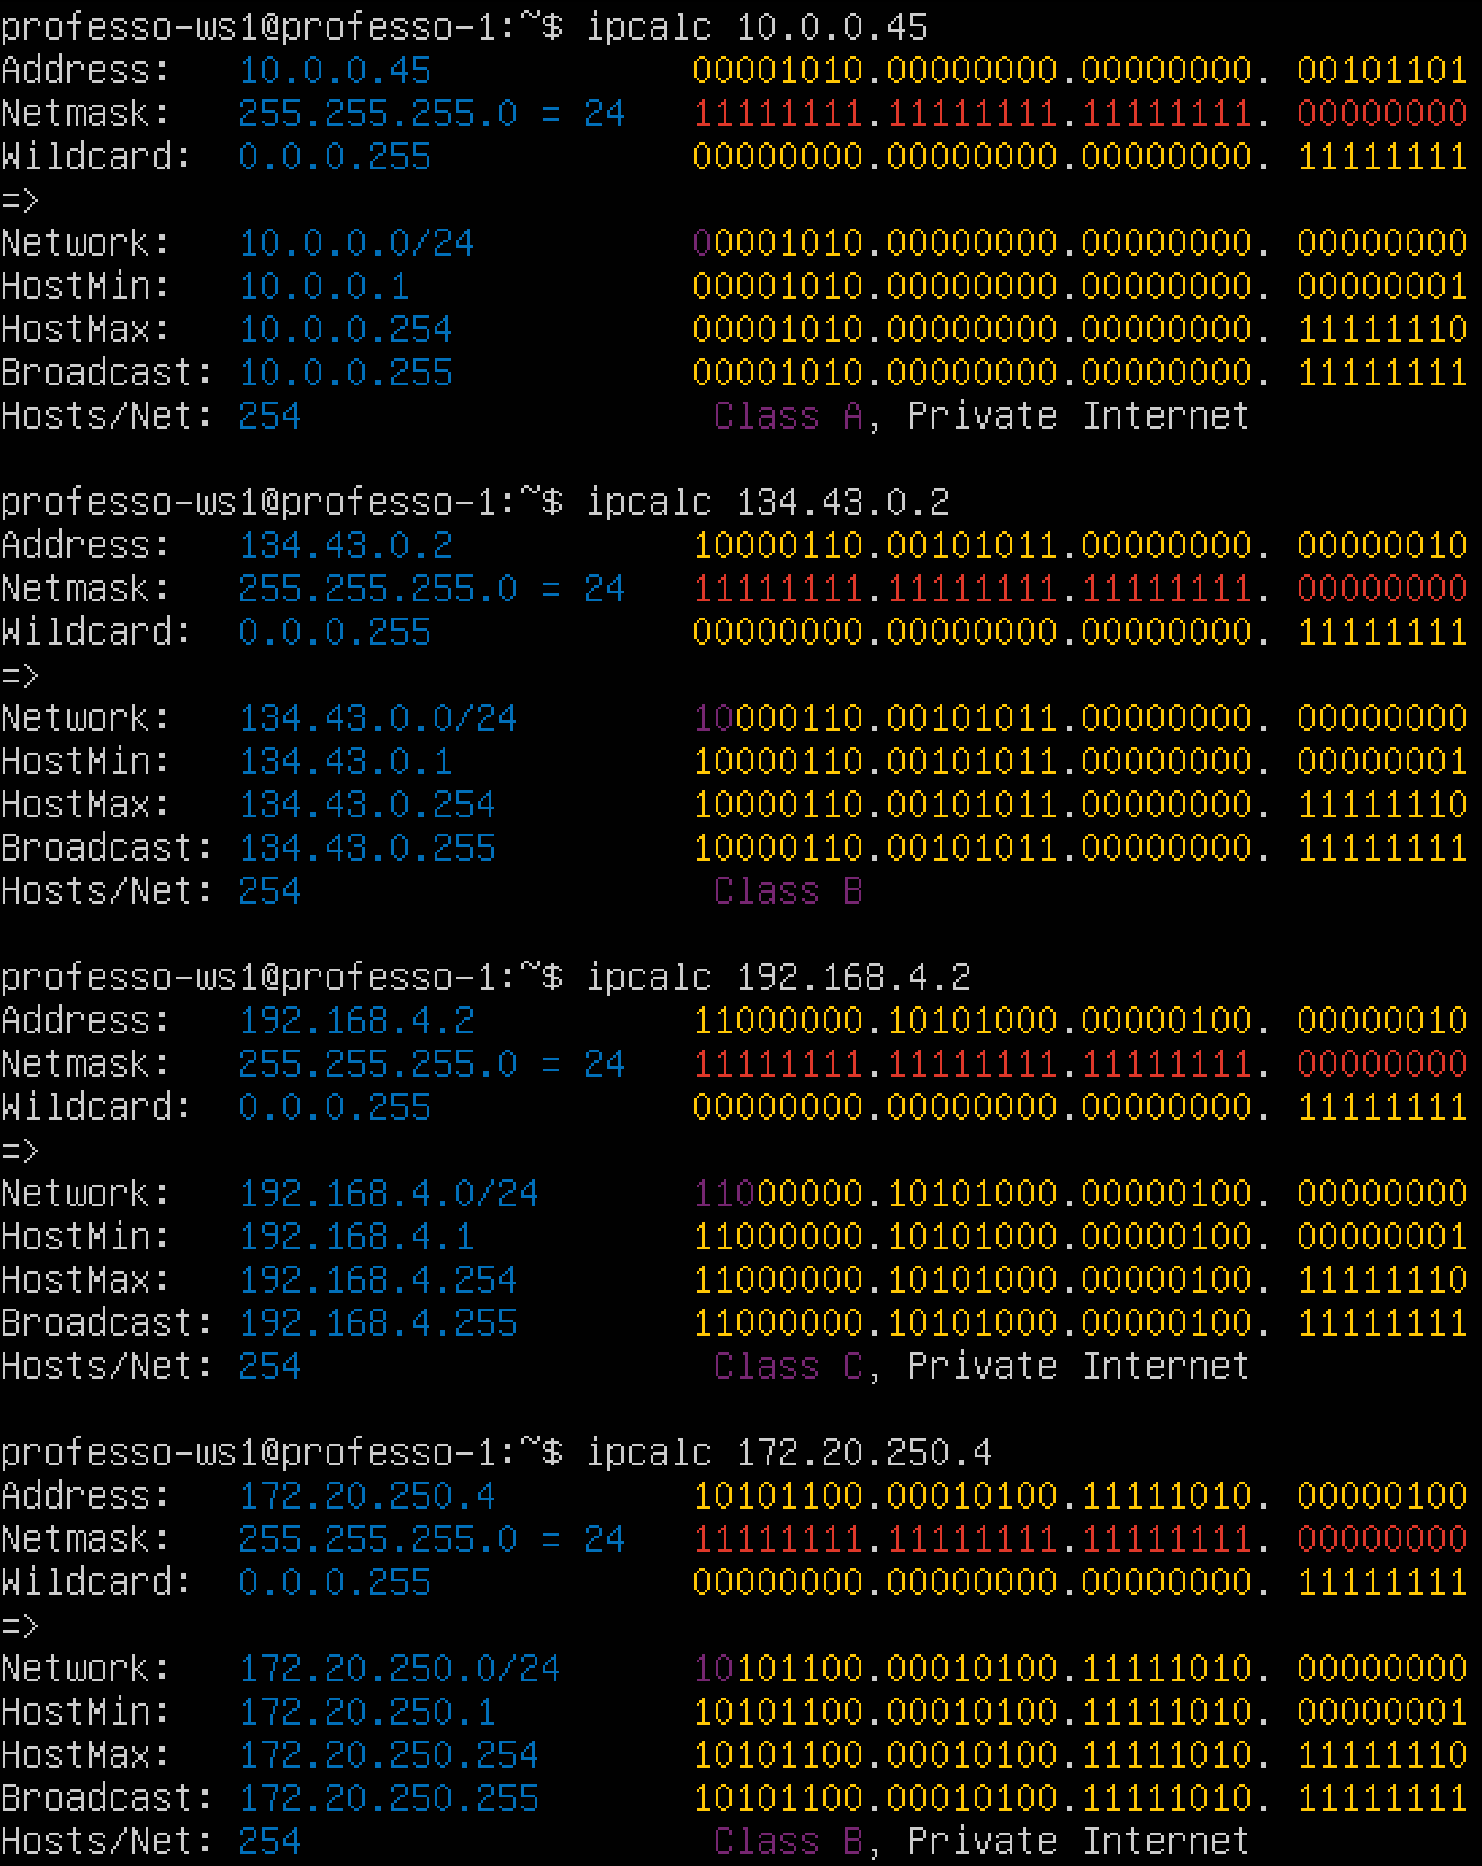 professo-ws1@professo-1:~$ ipcalc 10.0.0.45
Address:   10.0.0.45            00001010.00000000.00000000. 00101101
Netmask:   255.255.255.0 = 24   11111111.11111111.11111111. 00000000
Wildcard:  0.0.0.255            00000000.00000000.00000000. 11111111
=>
Network:   10.0.0.0/24          00001010.00000000.00000000. 00000000
HostMin:   10.0.0.1             00001010.00000000.00000000. 00000001
HostMax:   10.0.0.254           00001010.00000000.00000000. 11111110
Broadcast: 10.0.0.255           00001010.00000000.00000000. 11111111
Hosts/Net: 254                   Class A, Private Internet

professo-ws1@professo-1:~$ ipcalc 134.43.0.2
Address:   134.43.0.2           10000110.00101011.00000000. 00000010
Netmask:   255.255.255.0 = 24   11111111.11111111.11111111. 00000000
Wildcard:  0.0.0.255            00000000.00000000.00000000. 11111111
=>
Network:   134.43.0.0/24        10000110.00101011.00000000. 00000000
HostMin:   134.43.0.1           10000110.00101011.00000000. 00000001
HostMax:   134.43.0.254         10000110.00101011.00000000. 11111110
Broadcast: 134.43.0.255         10000110.00101011.00000000. 11111111
Hosts/Net: 254                   Class B

professo-ws1@professo-1:~$ ipcalc 192.168.4.2
Address:   192.168.4.2          11000000.10101000.00000100. 00000010
Netmask:   255.255.255.0 = 24   11111111.11111111.11111111. 00000000
Wildcard:  0.0.0.255            00000000.00000000.00000000. 11111111
=>
Network:   192.168.4.0/24       11000000.10101000.00000100. 00000000
HostMin:   192.168.4.1          11000000.10101000.00000100. 00000001
HostMax:   192.168.4.254        11000000.10101000.00000100. 11111110
Broadcast: 192.168.4.255        11000000.10101000.00000100. 11111111
Hosts/Net: 254                   Class C, Private Internet

professo-ws1@professo-1:~$ ipcalc 172.20.250.4
Address:   172.20.250.4         10101100.00010100.11111010. 00000100
Netmask:   255.255.255.0 = 24   11111111.11111111.11111111. 00000000
Wildcard:  0.0.0.255            00000000.00000000.00000000. 11111111
=>
Network:   172.20.250.0/24      10101100.00010100.11111010. 00000000
HostMin:   172.20.250.1         10101100.00010100.11111010. 00000001
HostMax:   172.20.250.254       10101100.00010100.11111010. 11111110
Broadcast: 172.20.250.255       10101100.00010100.11111010. 11111111
Hosts/Net: 254                   Class B, Private Internet